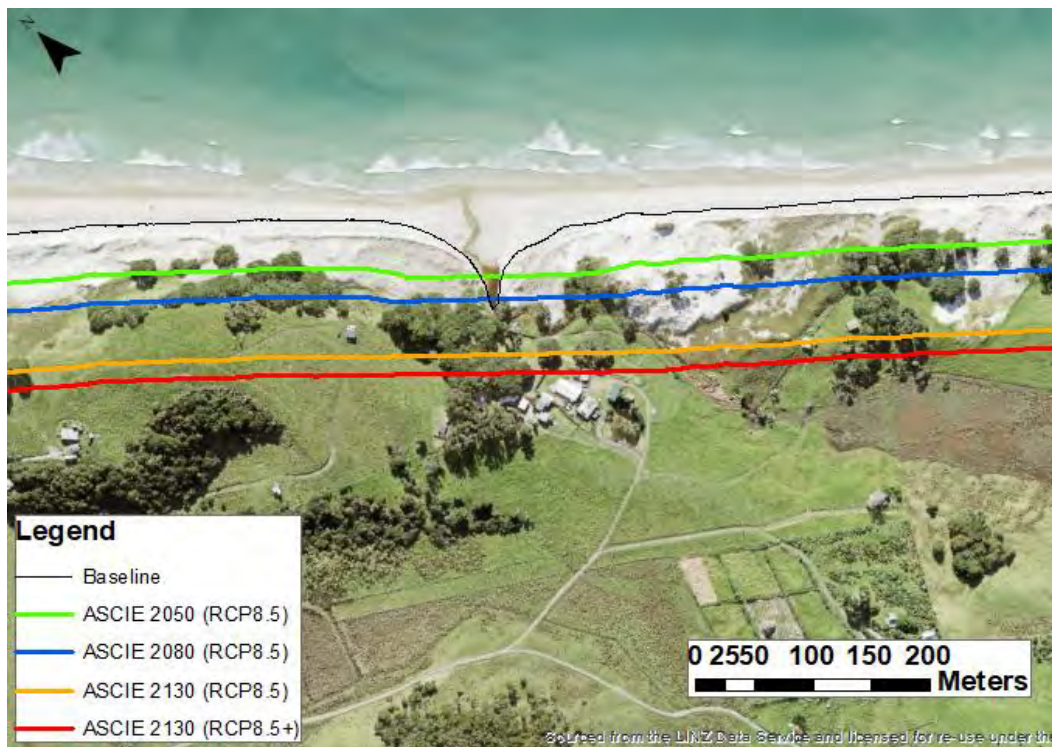 N
Legend
Baseline
ASCIE 2050 (RCP8.5)
ASCIE 2080 (RCP8.5)
ASCIE 2130 (RCP8.5)
ASCIE 2130 (RCP8.5+)
0 2550 100 150 200
Meters
Sourced from the LINZ Data Service and licensed for re-use under th